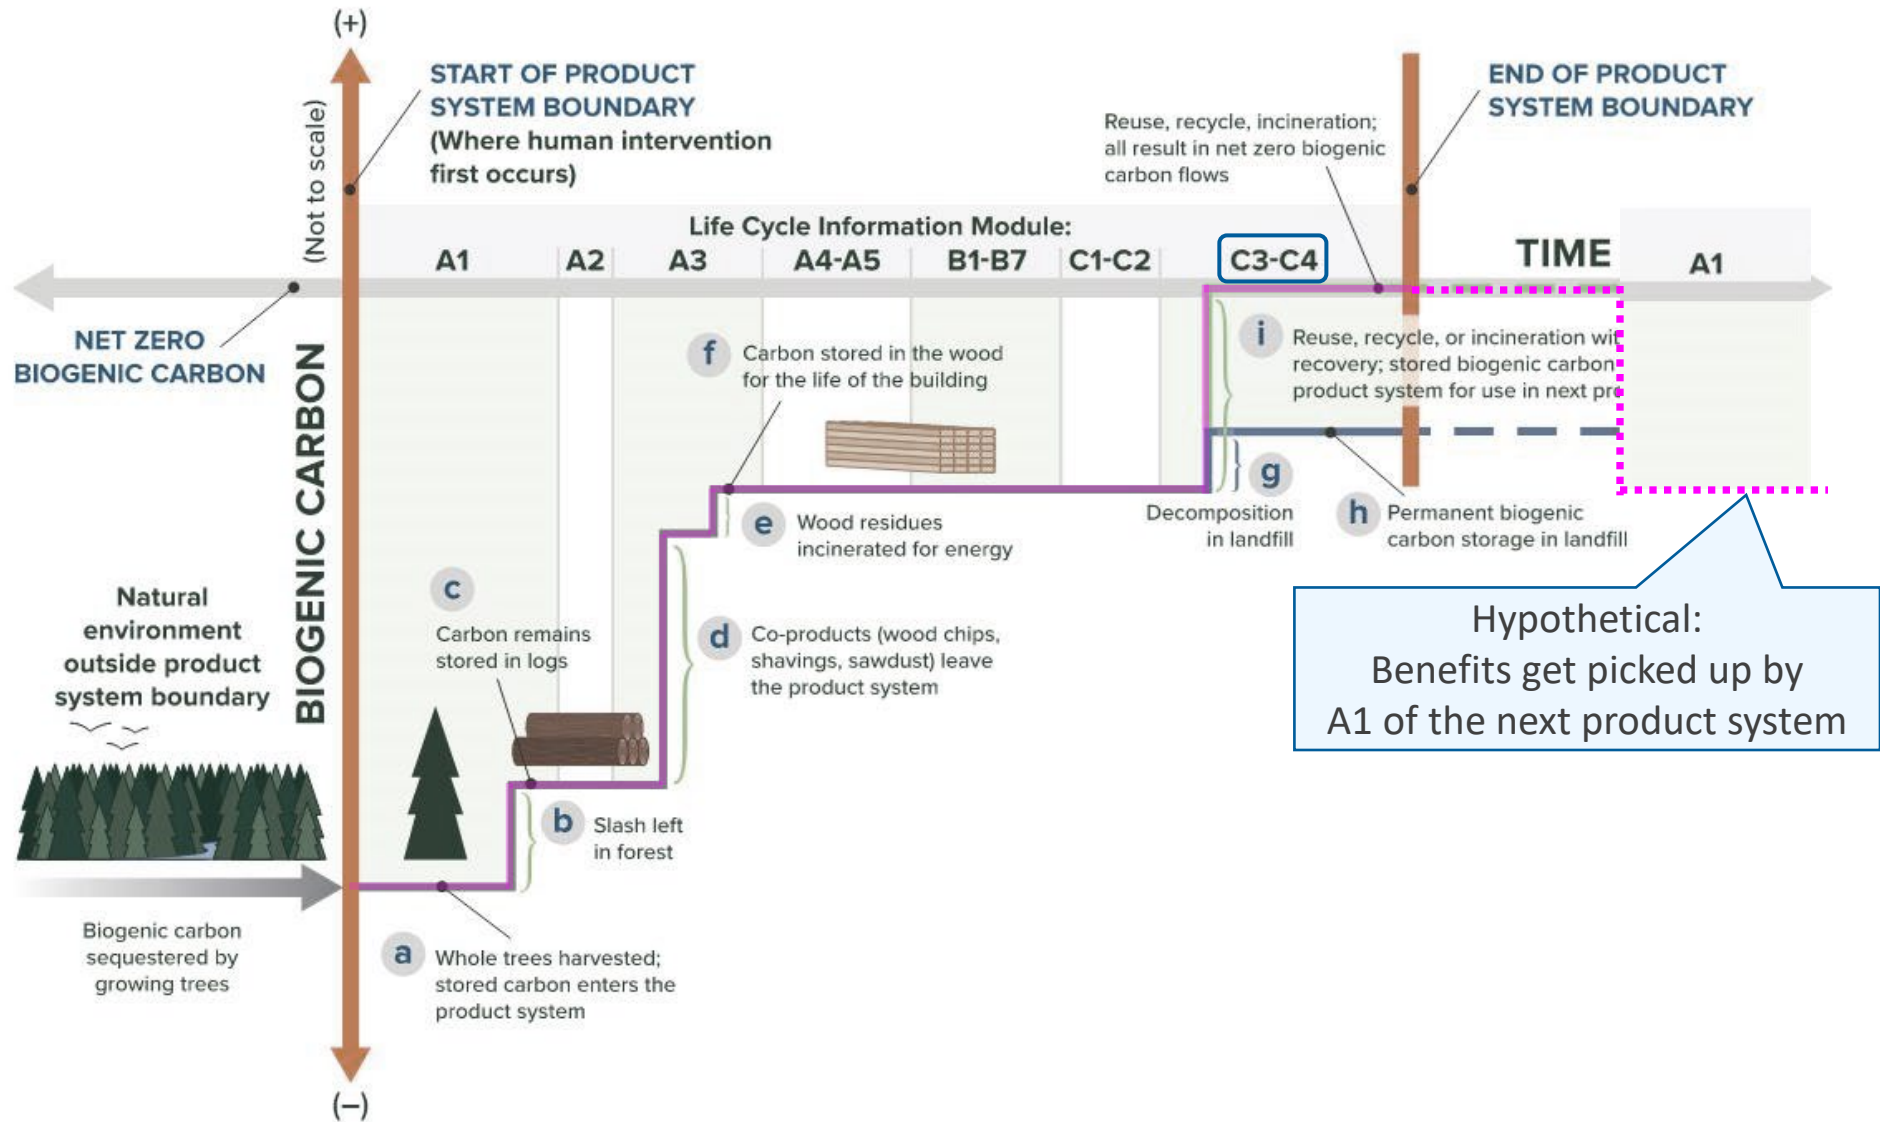 (+)
START OF PRODUCT
SYSTEM BOUNDARY
(Where human intervention
first occurs)
(Not to scale)
Reuse, recycle, incineration;
all result in net zero biogenic
carbon flows
END OF PRODUCT
SYSTEM BOUNDARY
Life Cycle Information Module:
A1
A2
A3
A4-A5
B1-B7
C1-C2
C3-C4
TIME
A1
NET ZERO
BIOGENIC CARBON
BIOGENIC CARBON
f
Carbon stored in the wood
for the life of the building
i
Reuse, recycle, or incineration wit
recovery; stored biogenic carbon
product system for use in next pro
g
Decomposition
in landfill
h
Permanent biogenic
carbon storage in landfill
e
Wood residues
incinerated for energy
c
Carbon remains
stored in logs
d
Co-products (wood chips,
shavings, sawdust) leave
the product system
Natural
environment
outside product
system boundary
b
Slash left
in forest
Hypothetical:
Benefits get picked up by
A1 of the next product system
Biogenic carbon
sequestered by
growing trees
a
Whole trees harvested;
stored carbon enters the
product system
(–)